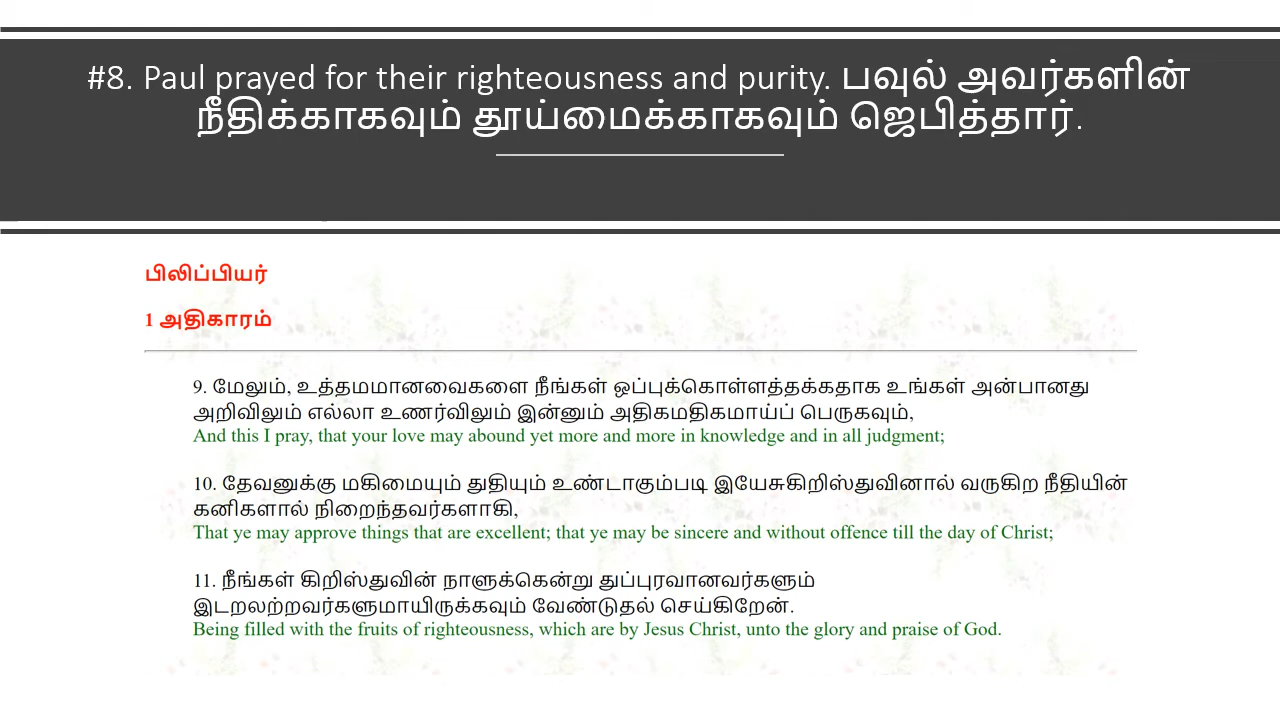 #8. Paul prayed for their righteousness and purity. பவுல் அவர்களின்
நீதிக்காகவும் தூய்மைக்காகவும் ஜெபித்தார்.
பிலிப்பியர்
1 அதிகாரம்
9. மேலும், உத்தமமானவைகளை நீங்கள் ஒப்புக்கொள்ளத்தக்கதாக உங்கள் அன்பானது
அறிவிலும் எல்லா உணர்விலும் இன்னும் அதிகமதிகமாய்ப் பெருகவும்,
And this I pray, that your love may abound yet more and more in knowledge and in all judgment;
10. தேவனுக்கு மகிமையும் துதியும் உண்டாகும்படி இயேசுகிறிஸ்துவினால் வருகிற நீதியின்
கனிகளால் நிறைந்தவர்களாகி,
That ye may approve things that are excellent; that ye may be sincere and without offence till the day of Christ;
11. நீங்கள் கிறிஸ்துவின் நாளுக்கென்று துப்புரவானவர்களும்
இடறலற்றவர்களுமாயிருக்கவும் வேண்டுதல் செய்கிறேன்.
Being filled with the fruits of righteousness, which are by Jesus Christ, unto the glory and praise of God.